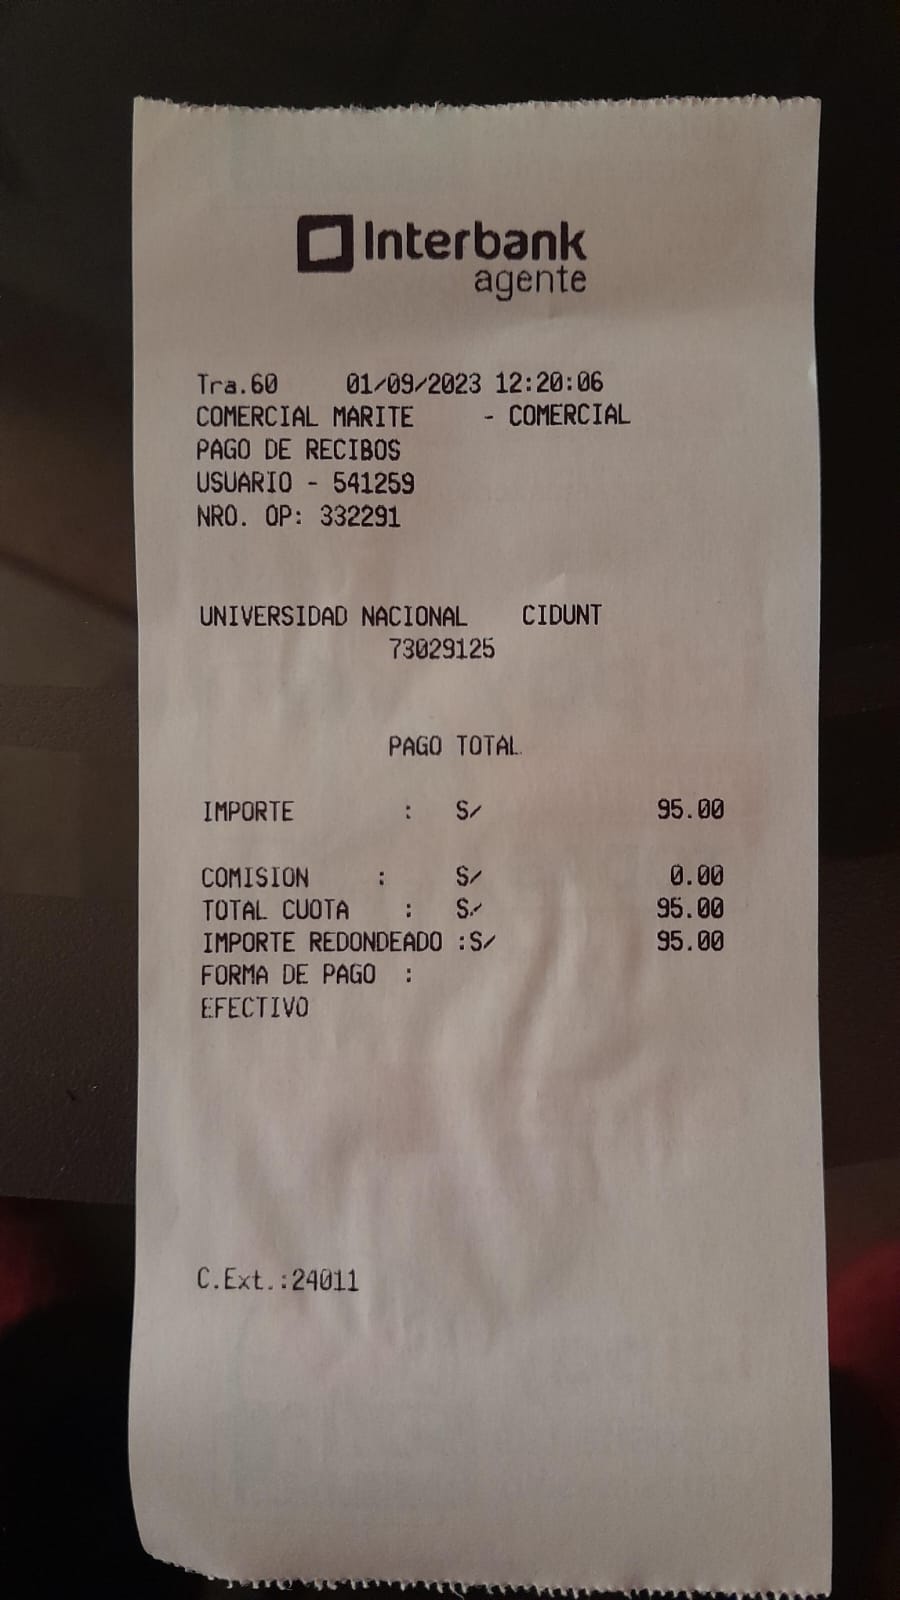 Interbank
agente
Tra.60 01/09/2023 12:20:06
COMERCIAL MARITE - COMERCIAL
PAGO DE RECIBOS
USUARIO - 541259
NRO. OP: 332291
UNIVERSIDAD NACIONAL CIDUNT
73029125
PAGO TOTAL
IMPORTE : S/ 95.00
COMISION : S/ 0.00
TOTAL CUOTA : S/ 95.00
IMPORTE REDONDEADO :S/ 95.00
FORMA DE PAGO :
EFECTIVO
C.Ext.:24011